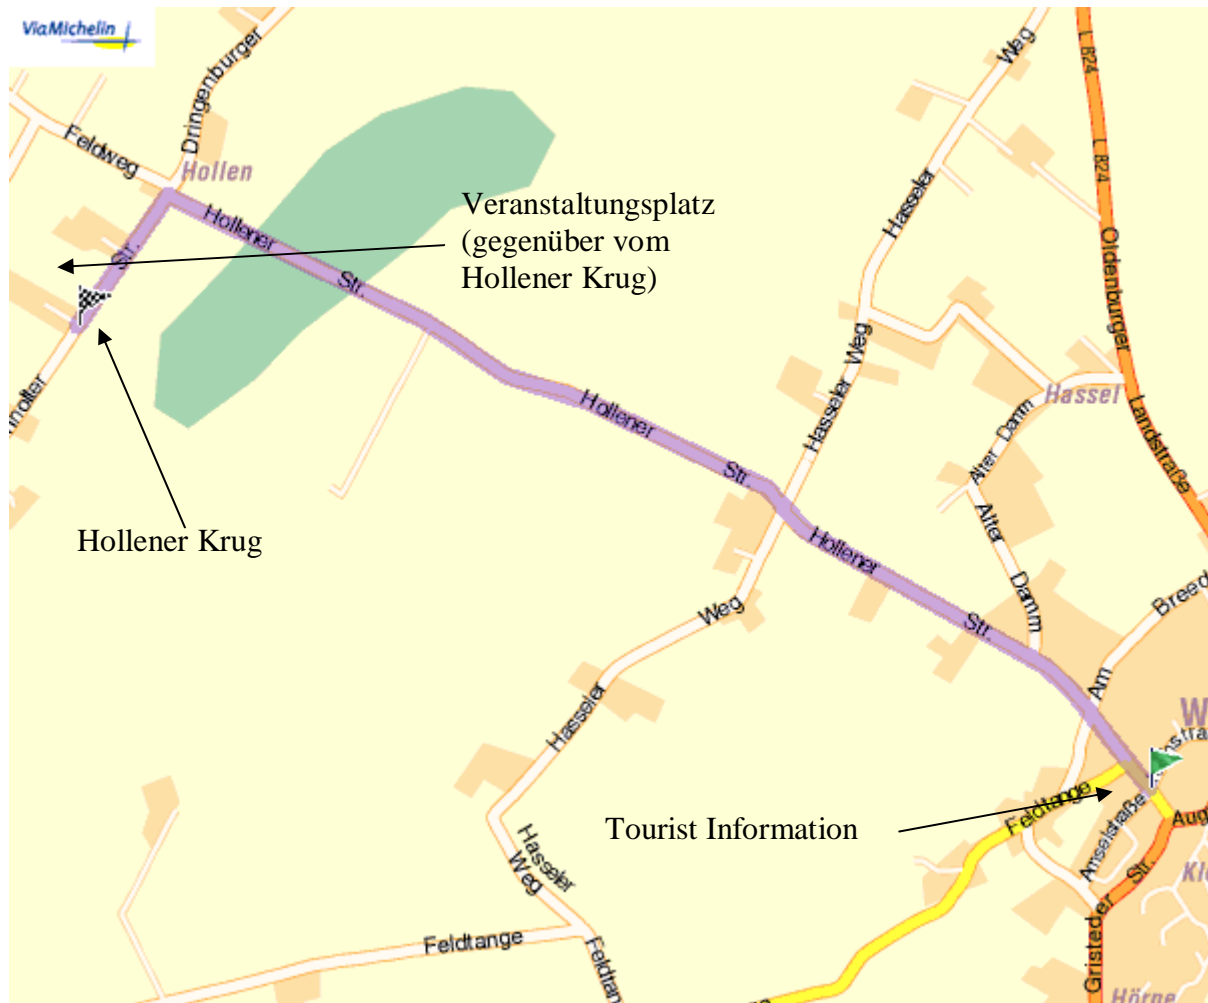 ViaMichelin
Weg
L 824
Dringenburger
Feldweg
Hollen
L 824
Hasseler
Veranstaltungsplatz
(gegenüber vom
Hollener Krug)
Hollener
Str.
Str.
Oldenburger
Landstraße
Hasseler Weg
Hassel
Hollener
Str.
Alter Damm
Alter
Damm
Hollener Krug
Hollener
Str.
Weg
Breed
Am
Hasseler
W
Feldtange
Tourist Information
Amselstraße
Aug
Str.
Hasseler
Weg
Feldtange
Feldtan
Gristeder
Hörne